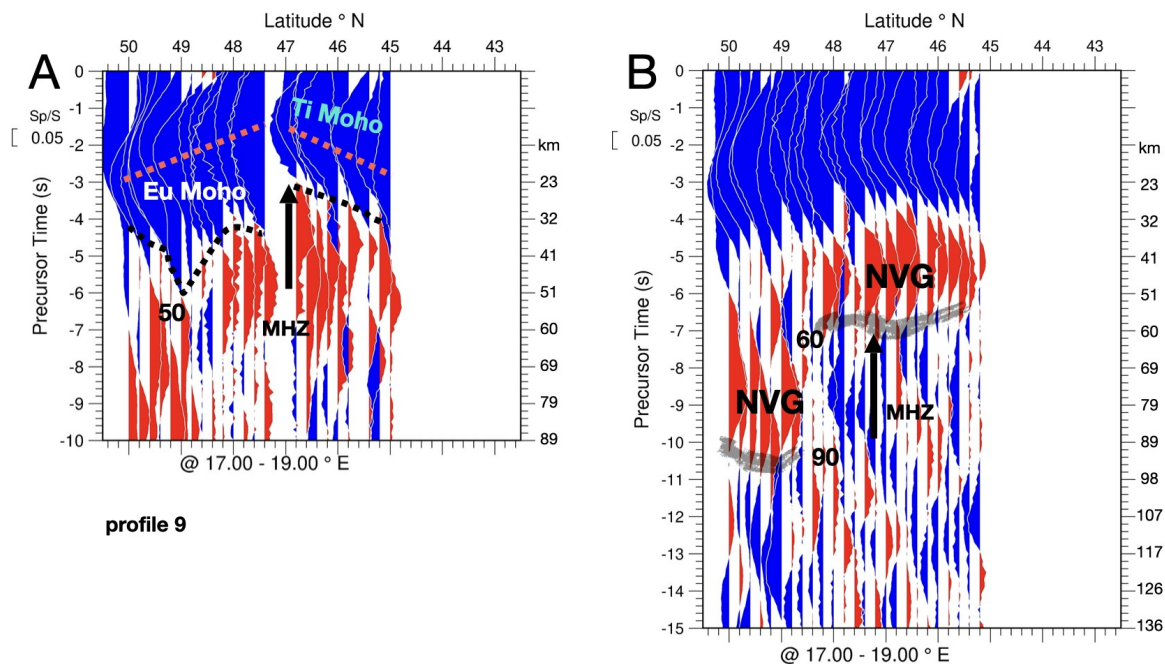 Latitude ° N
50 49 48 47 46 45 44 43
A
Sp/S
0.05
Precursor Time (s)
0
-1
-2
-3
-4
-5
-6
-7
-8
-9
-10
km
23
32
41
51
60
69
79
89
Ti Moho
Eu Moho
50
MHZ
@ 17.00 - 19.00 ° E
profile 9
Latitude ° N
50 49 48 47 46 45 44 43
B
Sp/S
0.05
Precursor Time (s)
0
-1
-2
-3
-4
-5
-6
-7
-8
-9
-10
-11
-12
-13
-14
-15
km
23
32
41
51
60
69
79
89
98
107
117
126
136
NVG
60
NVG
MHZ
90
@ 17.00 - 19.00 ° E